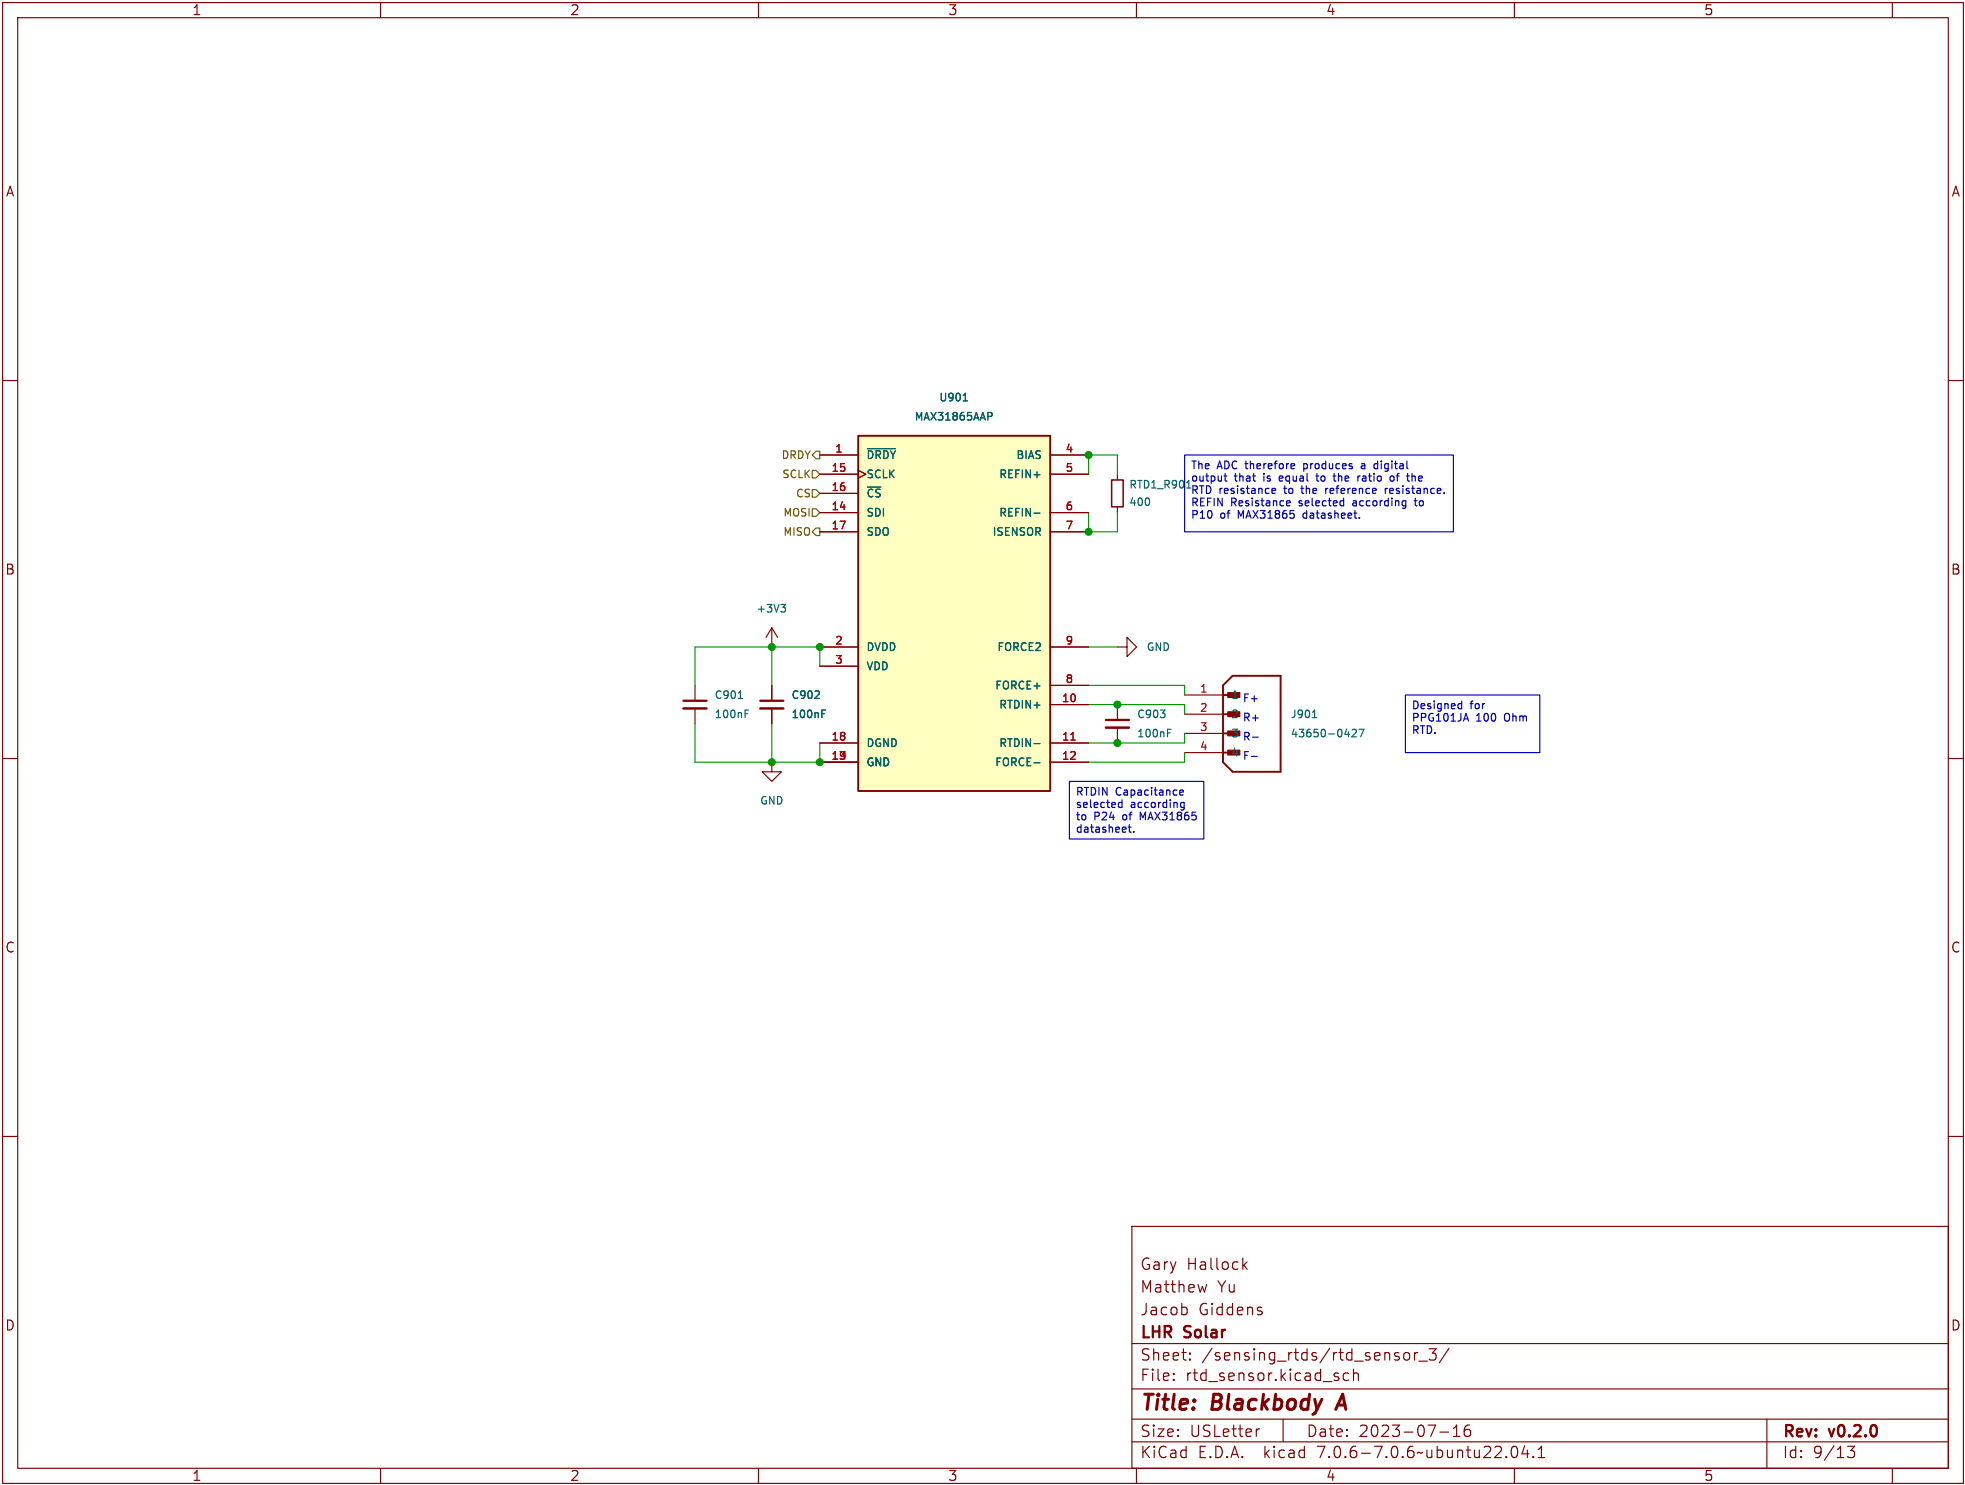 1 2 3 4 5
A A
B B
C C
D D
U901
MAX31865AAP
DRDY 1 DRDY
SCLK 15 SCLK
CS 16 CS
MOSI 14 SDI
MISO 17 SDO
BIAS 4
REFIN+ 5
REFIN- 6
ISENSOR 7
RTD1_R901
400
The ADC therefore produces a digital
output that is equal to the ratio of the
RTD resistance to the reference resistance.
REFIN Resistance selected according to
P10 of MAX31865 datasheet.
+3V3
2 DVDD
3 VDD
C901
100nF
C902
100nF
18 DGND
19 GND
GND
FORCE2 9 GND
FORCE+ 8
RTDIN+ 10
RTDIN- 11
FORCE- 12
C903
100nF
1 F+
2 R+
3 R-
4 F-
J901
43650-0427
Designed for
PPG101JA 100 Ohm
RTD.
RTDIN Capacitance
selected according
to P24 of MAX31865
datasheet.
Gary Hallock
Matthew Yu
Jacob Giddens
LHR Solar
Sheet: /sensing_rtds/rtd_sensor_3/
File: rtd_sensor.kicad_sch
Title: Blackbody A
Size: USLetter Date: 2023-07-16 Rev: v0.2.0
KiCad E.D.A. kicad 7.0.6-7.0.6~ubuntu22.04.1 Id: 9/13
1 2 3 4 5